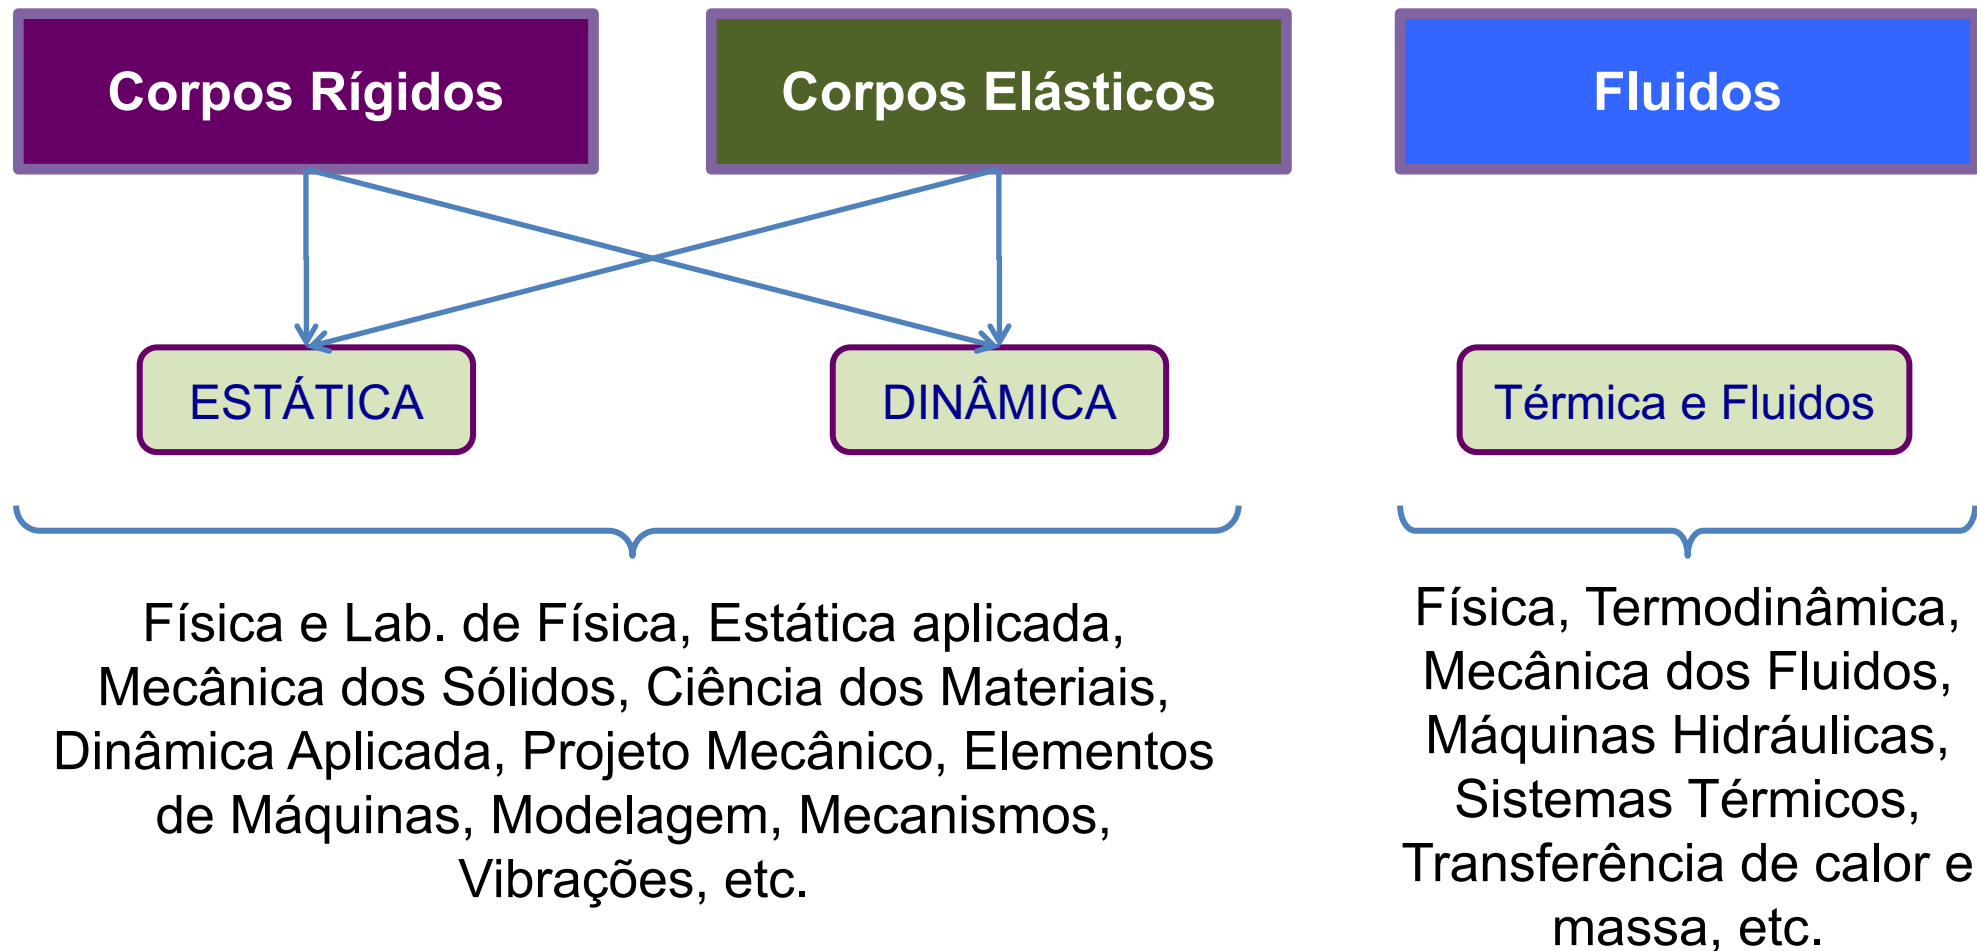 Corpos Rígidos
Corpos Elásticos
Fluidos
ESTÁTICA
DINÂMICA
Térmica e Fluidos
Física e Lab. de Física, Estática aplicada,
Mecânica dos Sólidos, Ciência dos Materiais,
Dinâmica Aplicada, Projeto Mecânico, Elementos
de Máquinas, Modelagem, Mecanismos,
Vibrações, etc.
Física, Termodinâmica,
Mecânica dos Fluidos,
Máquinas Hidráulicas,
Sistemas Térmicos,
Transferência de calor e
massa, etc.